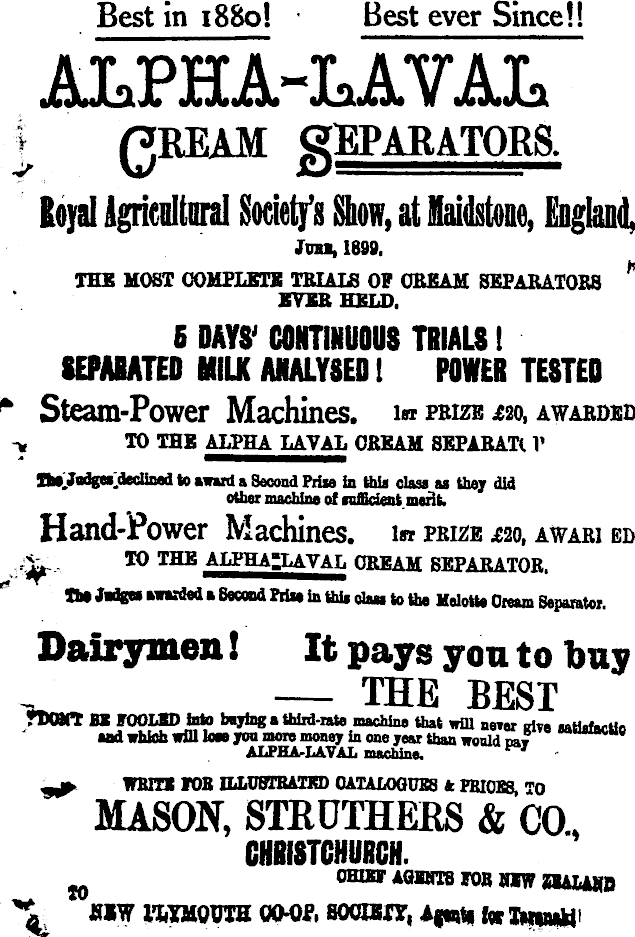 Best in 1880! Best ever Since!!
ALPHA-LAVAL
CREAM SEPARATORS.
Royal Agricultural Society's Show, at Maidstone, England,
JUNE, 1899.
THE MOST COMPLETE TRIALS OF CREAM SEPARATORS
EVER HELD.
5 DAYS' CONTINUOUS TRIALS!
SEPARATED MILK ANALYSED! POWER TESTED
Steam-Power Machines. 1ST PRIZE £20, AWARDED
TO THE ALPHA LAVAL CREAM
The Judges declined to award a Second Prize in this class as they did
other machine of sufficient merit.
Hand-Power Machines. 1ST PRIZE £20,
TO THE ALPHA-LAVAL CREAM SEPARATOR.
The Judges awarded a Second Prize in this class to the Melotte Cream Separator.
Dairymen! It pays you to buy
— THE BEST
DON'T BE FOOLED into buying a third-rate machine that will never give satisfactio
and which will lose you more money in one year than would pay
ALPHA-LAVAL machine.
WRITE FOR ILLUSTRATED CATALOGUES & PRICES, TO
MASON, STRUTHERS & CO.,
CHRISTCHURCH.
CHIEF AGENTS FOR NEW ZEALAND
TO
NEW PLYMOUTH CO-OP. SOCIETY, Agents for Taranaki